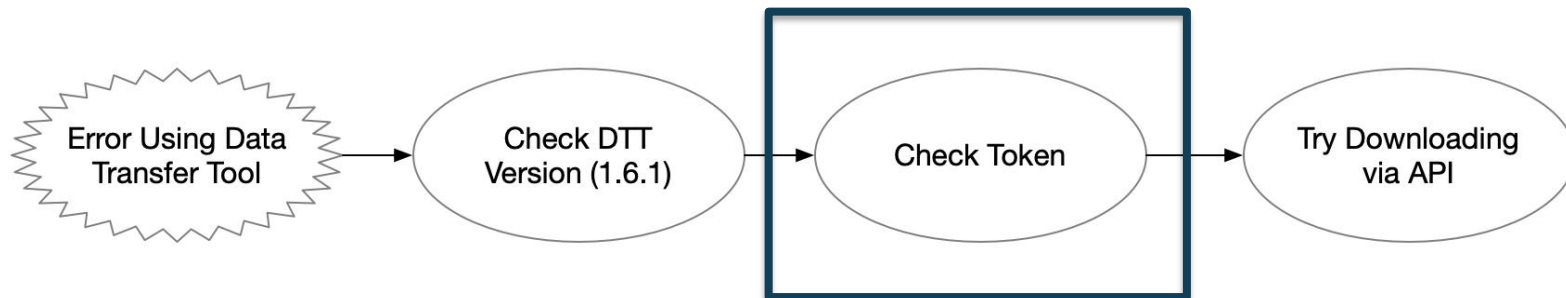 Error Using Data
Transfer Tool
Check DTT
Version (1.6.1)
Check Token
Try Downloading
via API